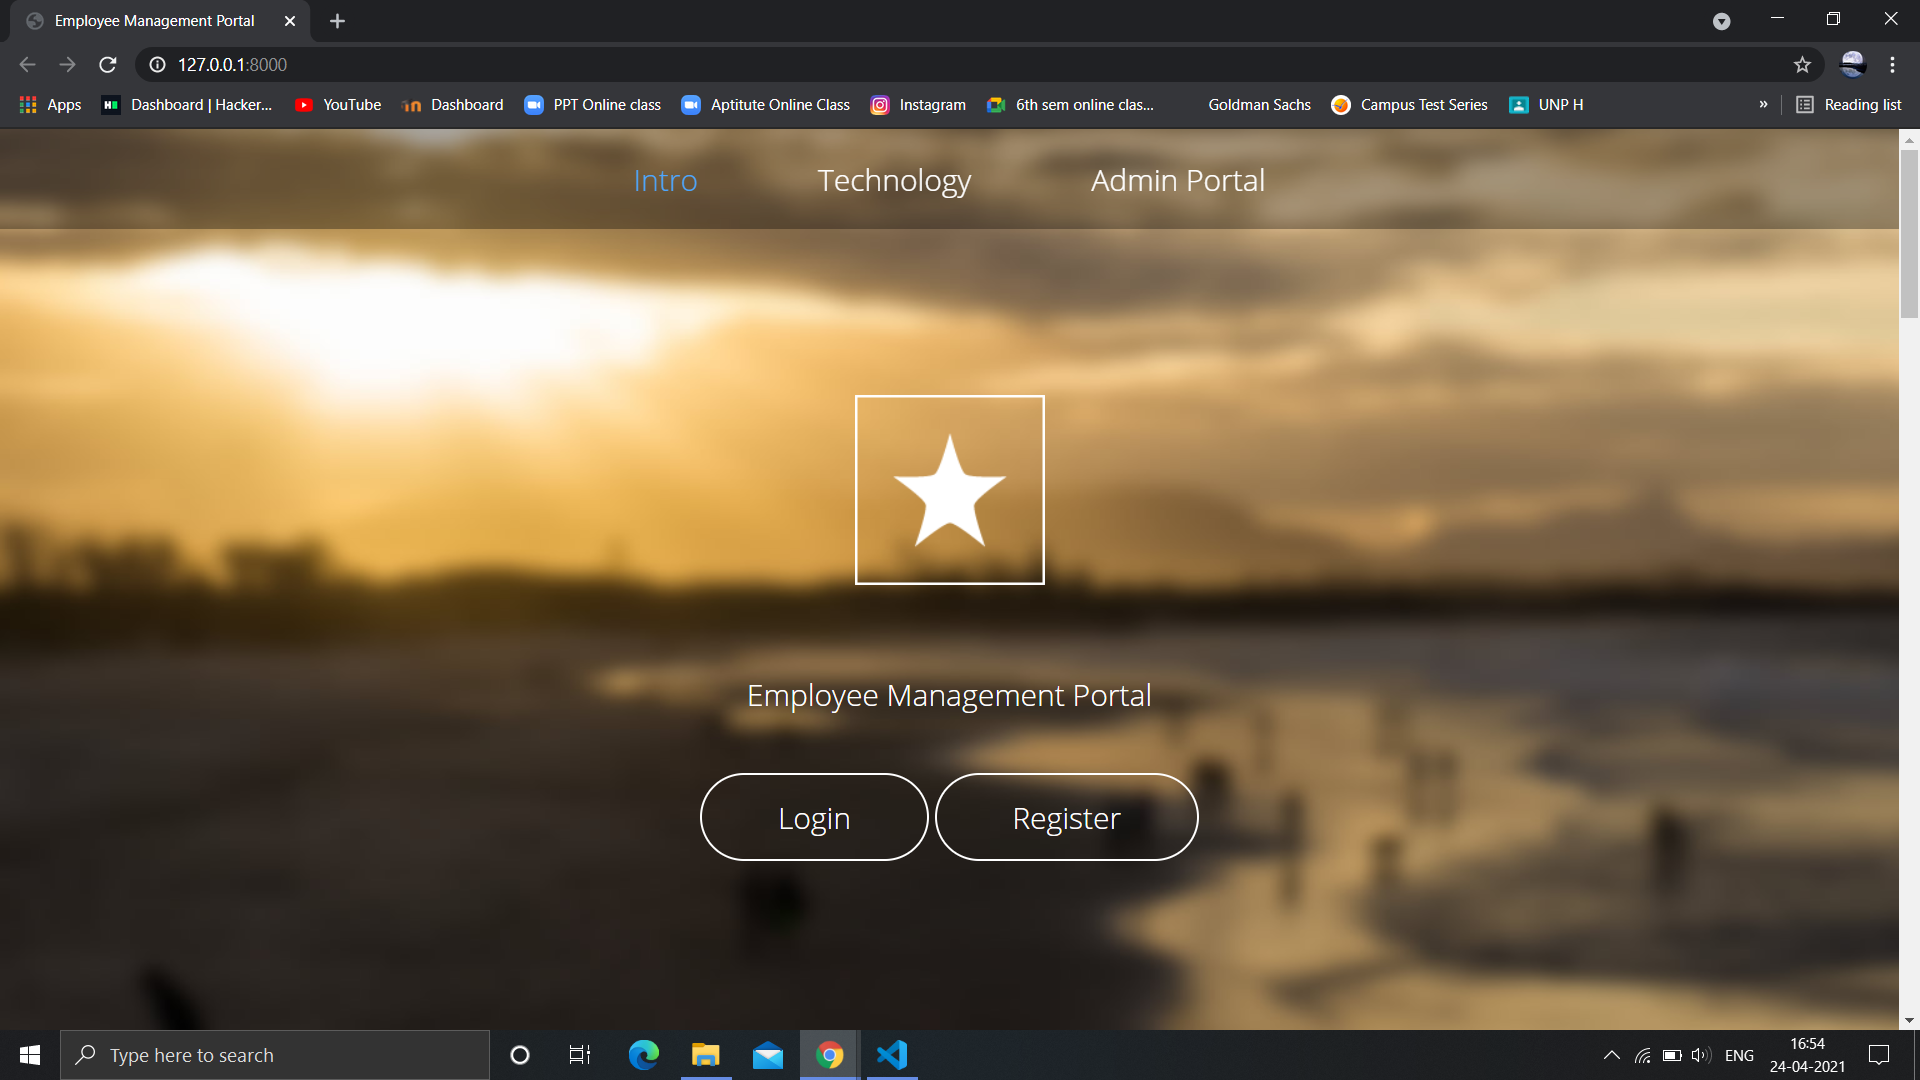 Employee Management Portal
127.0.0.1:8000
Apps Dashboard | Hacker... YouTube Dashboard PPT Online class Aptitute Online Class Instagram 6th sem online clas... Goldman Sachs Campus Test Series UNP H » Reading list
Intro Technology Admin Portal
Employee Management Portal
Login Register
Type here to search
ENG
16:54
24-04-2021